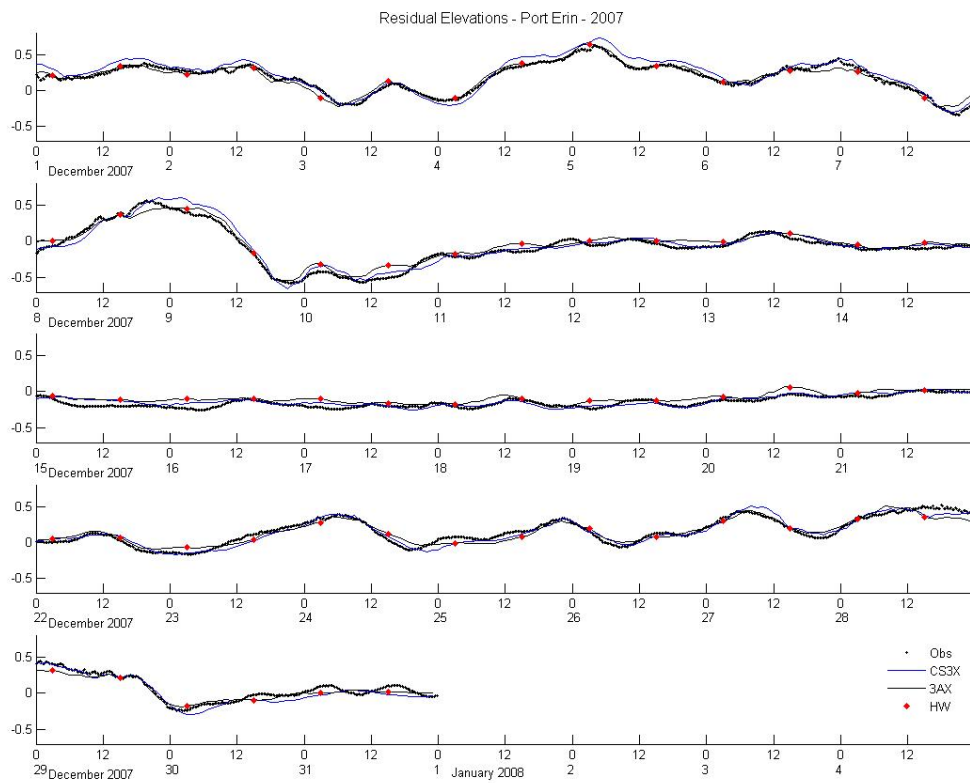 Residual Elevations - Port Erin - 2007
0.5
0
-0.5
0 12 0 12 0 12 0 12 0 12 0 12 0 12
1 December 2007 2 3 4 5 6 7
0.5
0
-0.5
0 12 0 12 0 12 0 12 0 12 0 12 0 12
8 December 2007 9 10 11 12 13 14
0.5
0
-0.5
0 12 0 12 0 12 0 12 0 12 0 12 0 12
15 December 2007 16 17 18 19 20 21
0.5
0
-0.5
0 12 0 12 0 12 0 12 0 12 0 12 0 12
22 December 2007 23 24 25 26 27 28
0.5
0
-0.5
Obs
CS3X
3AX
HW
0 12 0 12 0 12 0 12 0 12 0 12 0 12
29 December 2007 30 31 1 January 2008 2 3 4